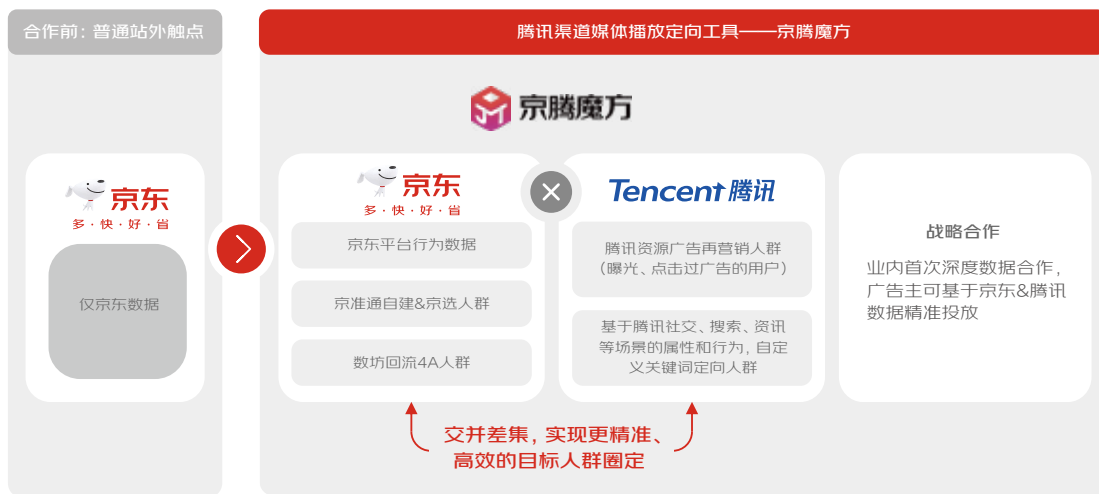 合作前：普通站外触点
腾讯渠道媒体播放定向工具——京腾魔方
京腾魔方
京东
多·快·好·省
仅京东数据
京东
多·快·好·省
京东平台行为数据
京准通自建&京选人群
数坊回流4A人群
Tencent 腾讯
腾讯资源广告再营销人群
（曝光、点击过广告的用户）
基于腾讯社交、搜索、资讯
等场景的属性和行为，自定
义关键词定向人群
战略合作
业内首次深度数据合作，
广告主可基于京东&腾讯
数据精准投放
交并差集，实现更精准、
高效的目标人群圈定